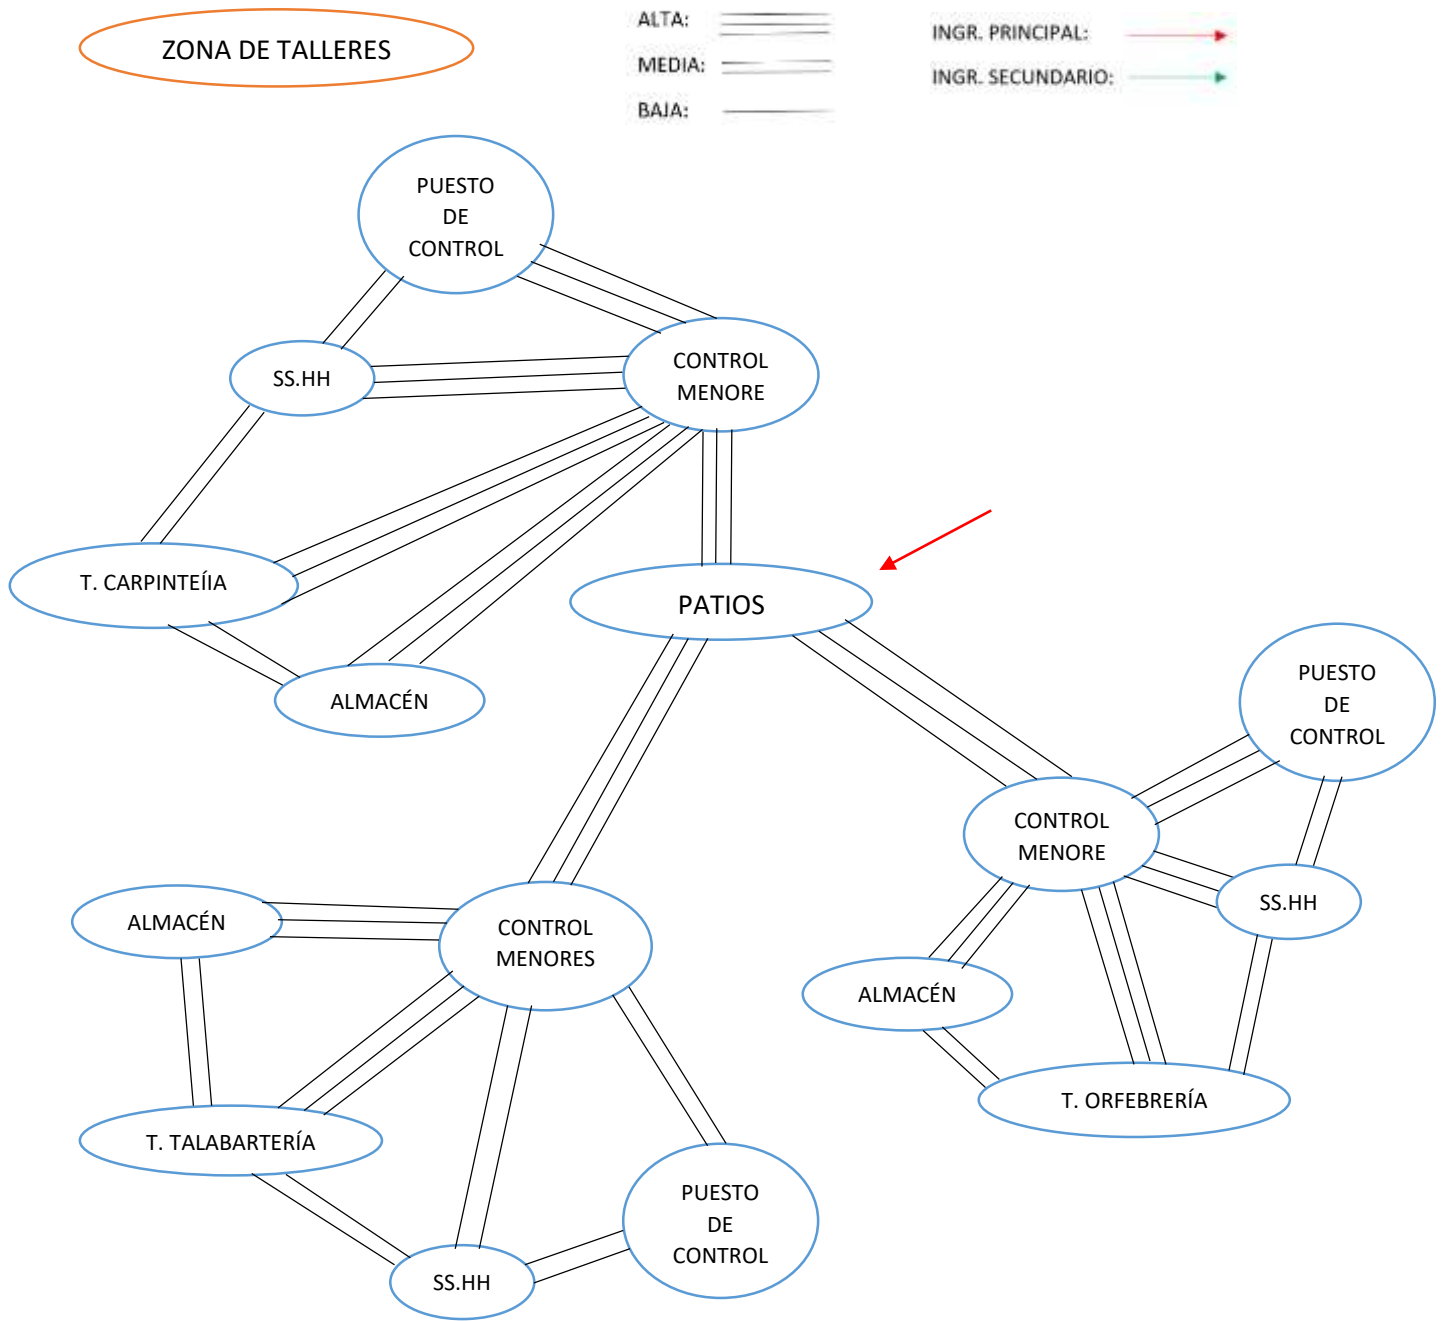 ZONA DE TALLERES
ALTA:
MEDIA:
BAJA:
INGR. PRINCIPAL:
INGR. SECUNDARIO:
PUESTO
DE
CONTROL
SS.HH
CONTROL
MENORE
T. CARPINTEÍIA
ALMACÉN
PATIOS
PUESTO
DE
CONTROL
CONTROL
MENORE
SS.HH
ALMACÉN
T. ORFEBRERÍA
ALMACÉN
CONTROL
MENORES
T. TALABARTERÍA
PUESTO
DE
CONTROL
SS.HH